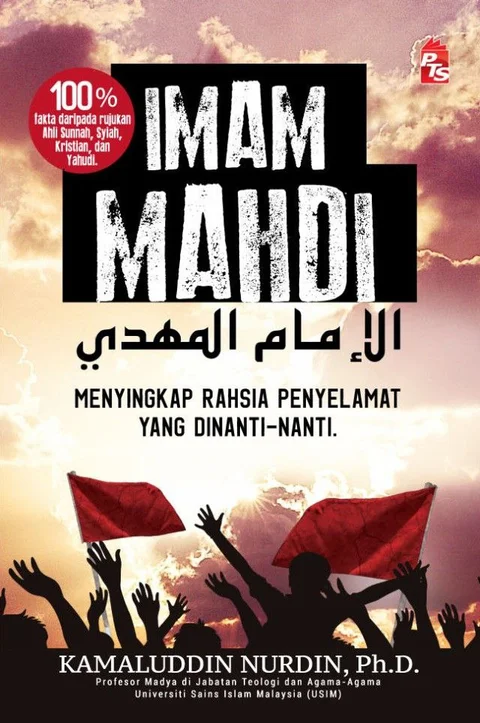 PTS
100%
fakta daripada rujukan
Ahli Sunnah, Syiah,
Kristian, dan
Yahudi.
IMAM
MAHDI
الإمام المهدي
MENYINGKAP RAHSIA PENYELAMAT
YANG DINANTI-NANTI.
KAMALUDDIN NURDIN, Ph.D.
Profesor Madya di Jabatan Teologi dan Agama-Agama
Universiti Sains Islam Malaysia (USIM)